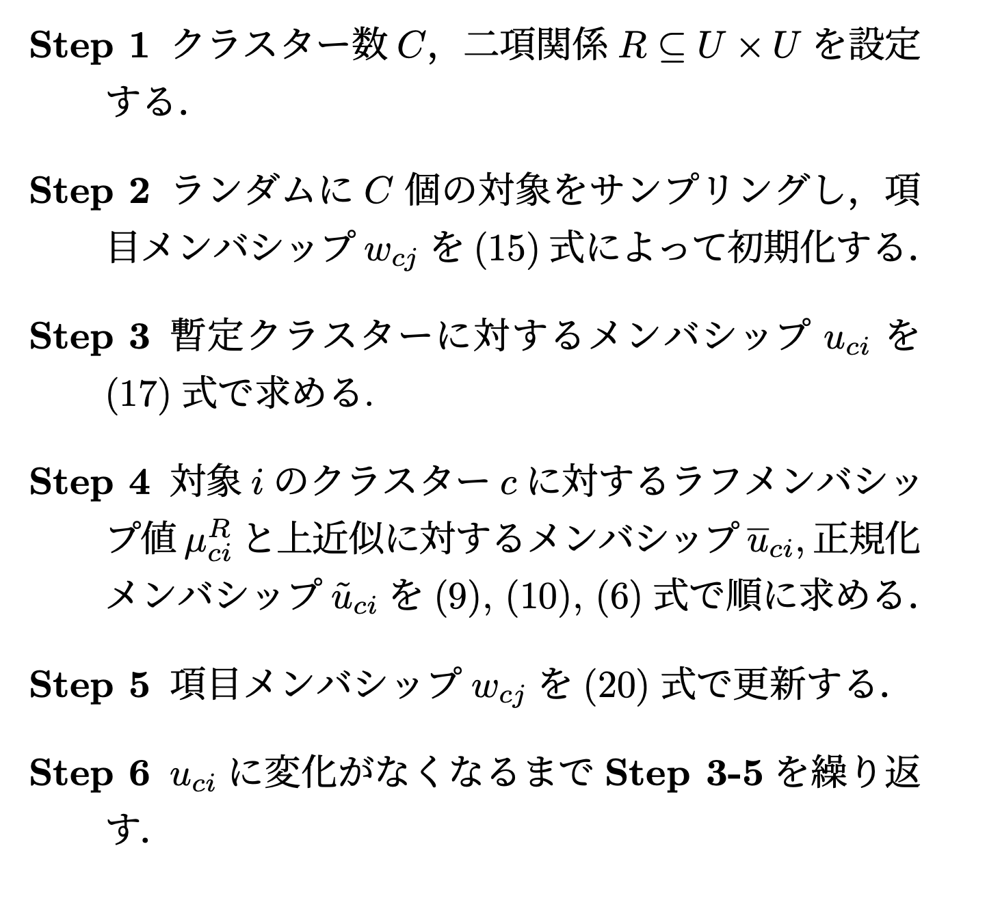 Step 1 クラスター数 C，二項関係 R ⊆ U × U を設定
する．
Step 2 ランダムに C 個の対象をサンプリングし，項
目メンバシップ w_{cj} を (15) 式によって初期化する．
Step 3 暫定クラスターに対するメンバシップ u_{ci} を
(17) 式で求める．
Step 4 対象 i のクラスター c に対するラフメンバシッ
プ値 μ_{ci}^{R} と上近似に対するメンバシップ \overline{u}_{ci}, 正規化
メンバシップ \tilde{u}_{ci} を (9), (10), (6) 式で順に求める．
Step 5 項目メンバシップ w_{cj} を (20) 式で更新する．
Step 6 u_{ci} に変化がなくなるまで Step 3-5 を繰り返
す．